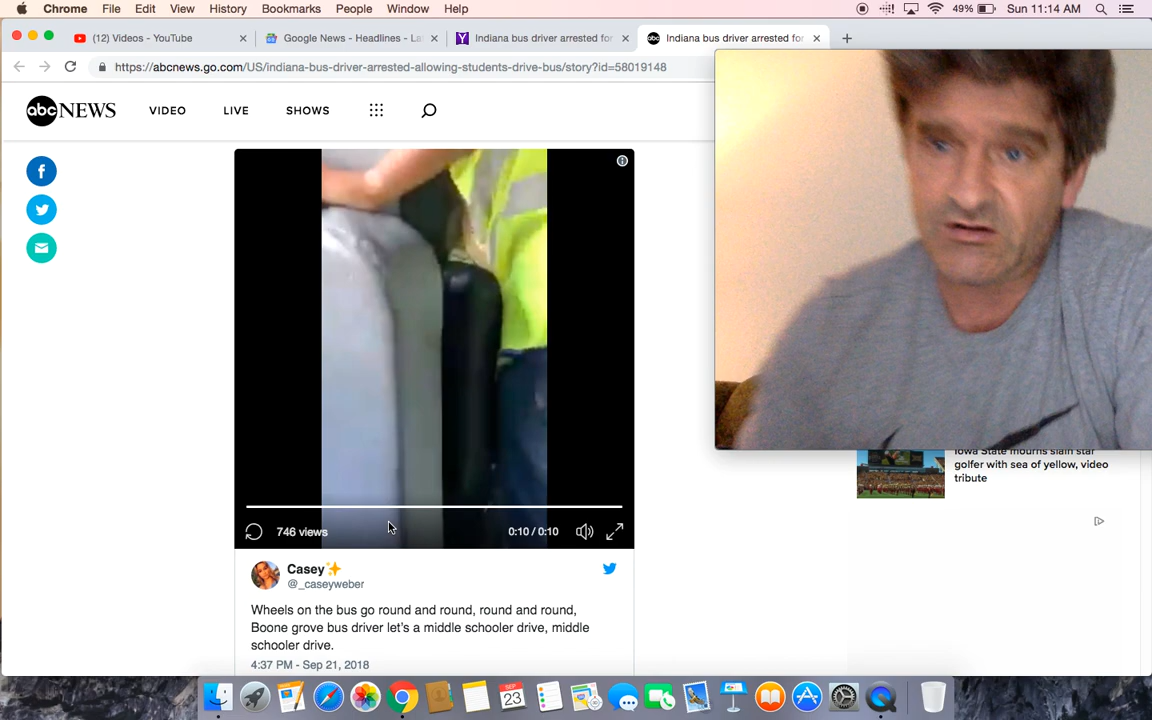 Chrome File Edit View History Bookmarks People Window Help 49% Sun 11:14 AM
(12) Videos - YouTube
Google News - Headlines - La
Indiana bus driver arrested for
Indiana bus driver arrested for
https://abcnews.go.com/US/indiana-bus-driver-arrested-allowing-students-drive-bus/story?id=58019148
abc NEWS VIDEO LIVE SHOWS
746 views 0:10 / 0:10
Casey✨
@_caseyweber
Wheels on the bus go round and round, round and round,
Boone grove bus driver let's a middle schooler drive, middle
schooler drive.
4:37 PM - Sep 21, 2018
Iowa State mourns slain star
golfer with sea of yellow, video
tribute
SEP
23